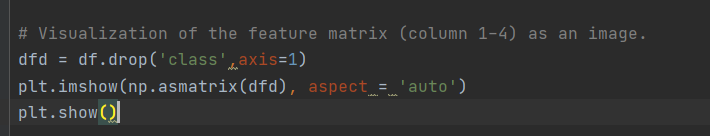 # Visualization of the feature matrix (column 1-4) as an image.
dfd = df.drop('class',axis=1)
plt.imshow(np.asmatrix(dfd), aspect = 'auto')
plt.show()